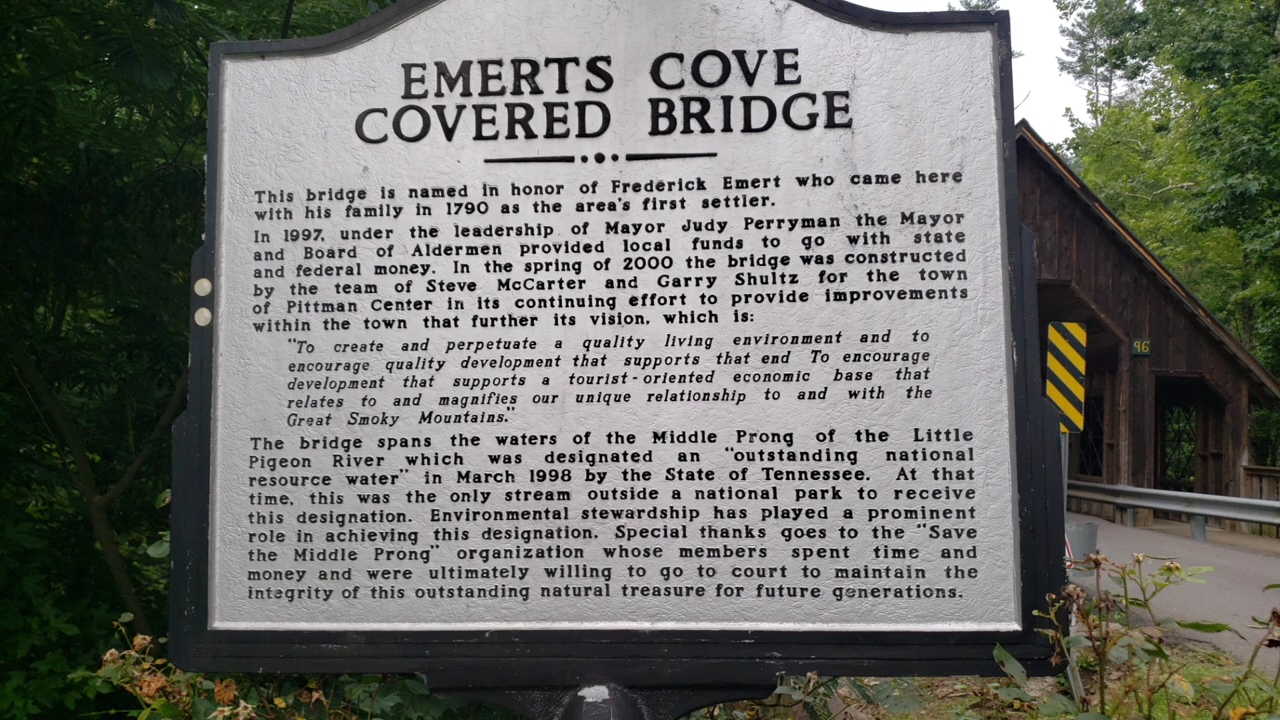 EMERTS COVE
COVERED BRIDGE
This bridge is named in honor of Frederick Emert who came here
with his family in 1790 as the area's first settler.
In 1997, under the leadership of Mayor Judy Perryman the Mayor
and Board of Aldermen provided local funds to go with state
and federal money. In the spring of 2000 the bridge was constructed
by the team of Steve McCarter and Garry Shultz for the town
of Pittman Center in its continuing effort to provide improvements
within the town that further its vision, which is:
"To create and perpetuate a quality living environment and to
encourage quality development that supports that end To encourage
development that supports a tourist-oriented economic base that
relates to and magnifies our unique relationship to and with the
Great Smoky Mountains."
The bridge spans the waters of the Middle Prong of the Little
Pigeon River which was designated an "outstanding national
resource water" in March 1998 by the State of Tennessee. At that
time, this was the only stream outside a national park to receive
this designation. Environmental stewardship has played a prominent
role in achieving this designation. Special thanks goes to the "Save
the Middle Prong" organization whose members spent time and
money and were ultimately willing to go to court to maintain the
integrity of this outstanding natural treasure for future generations.
96